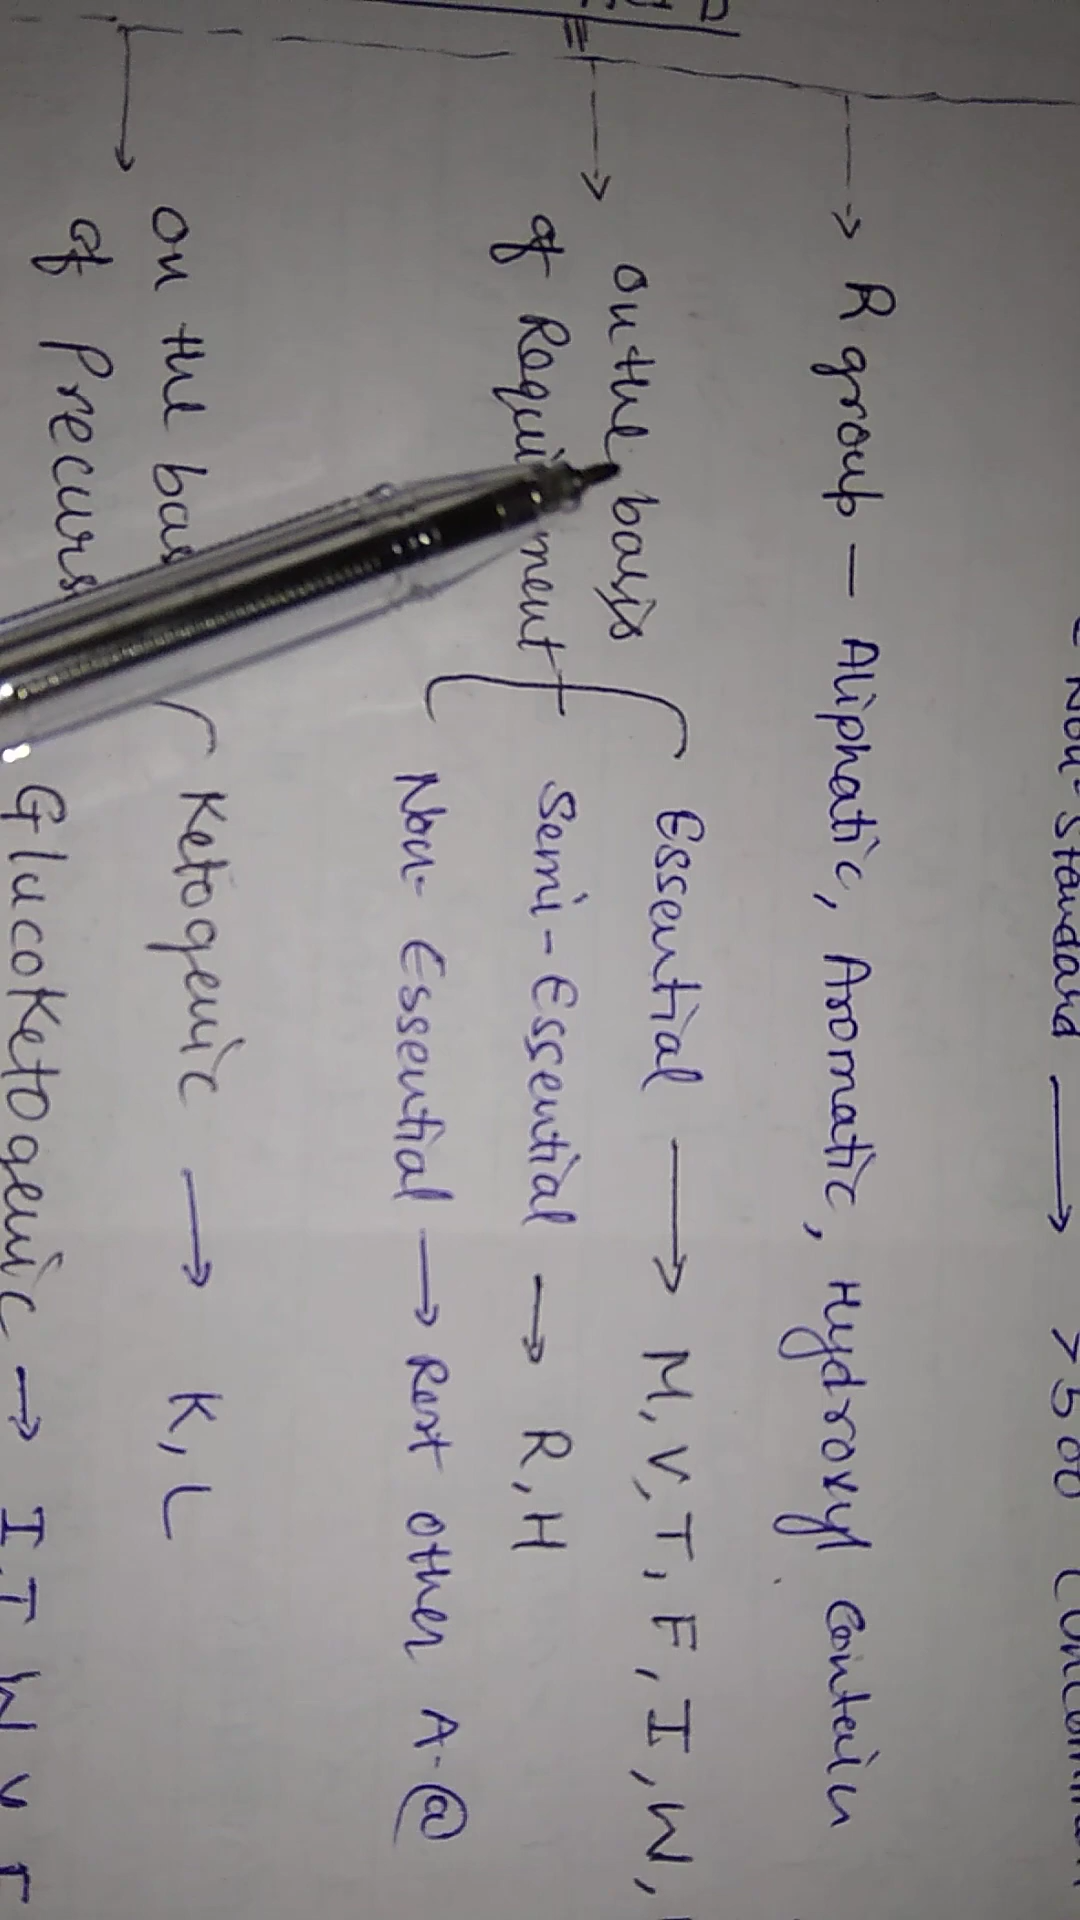 - Non-Standard → >500
→ R group — Aliphatic, Aromatic, Hydroxyl Contain
→ on the basis of Requirment
Essential → M, V, T, F, I, W,
Semi-Essential → R, H
Non-Essential → Rest other A-@
→ on the bas
of Precurs
Ketogenic → K, L
GlucoKetogenic → I, T W